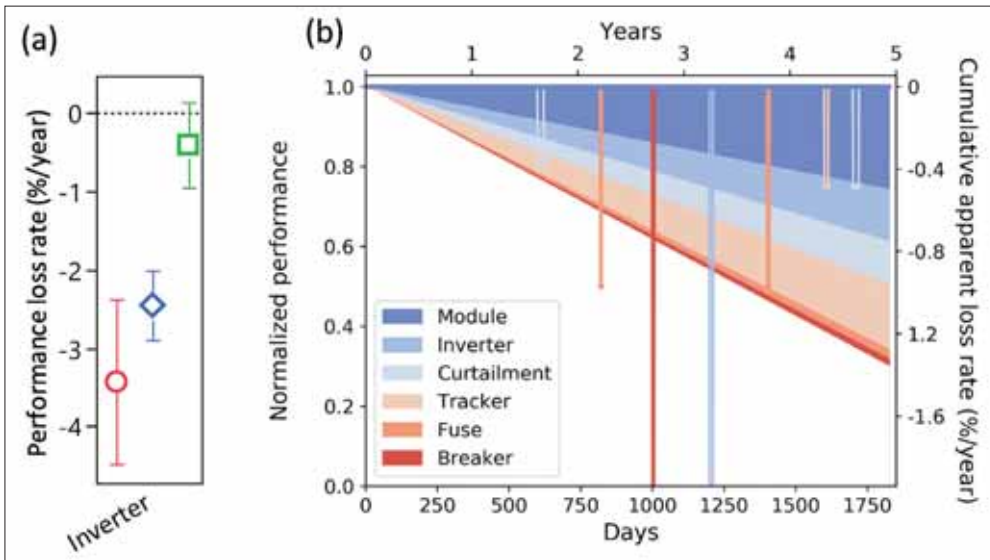 (a)
Performance loss rate (%/year)
0
-1
-2
-3
-4
Inverter
(b)
Years
0 1 2 3 4 5
Normalized performance
1.0
0.8
0.6
0.4
0.2
0.0
Module
Inverter
Curtailment
Tracker
Fuse
Breaker
0 250 500 750 1000 1250 1500 1750
Days
0
-0.4
-0.8
1.2
-1.6
Cumulative apparent loss rate (%/year)